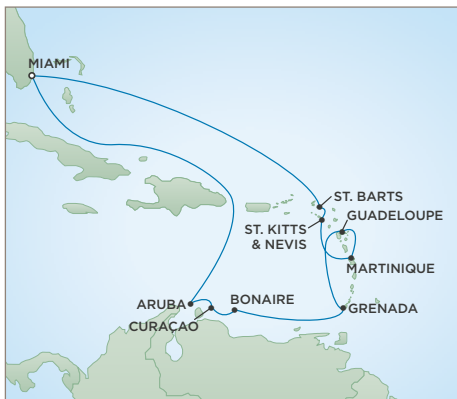 MIAMI
ST. BARTS
GUADELOUPE
ST. KITTS
& NEVIS
MARTINIQUE
ARUBA
BONAIRE
GRENADA
CURAÇAO